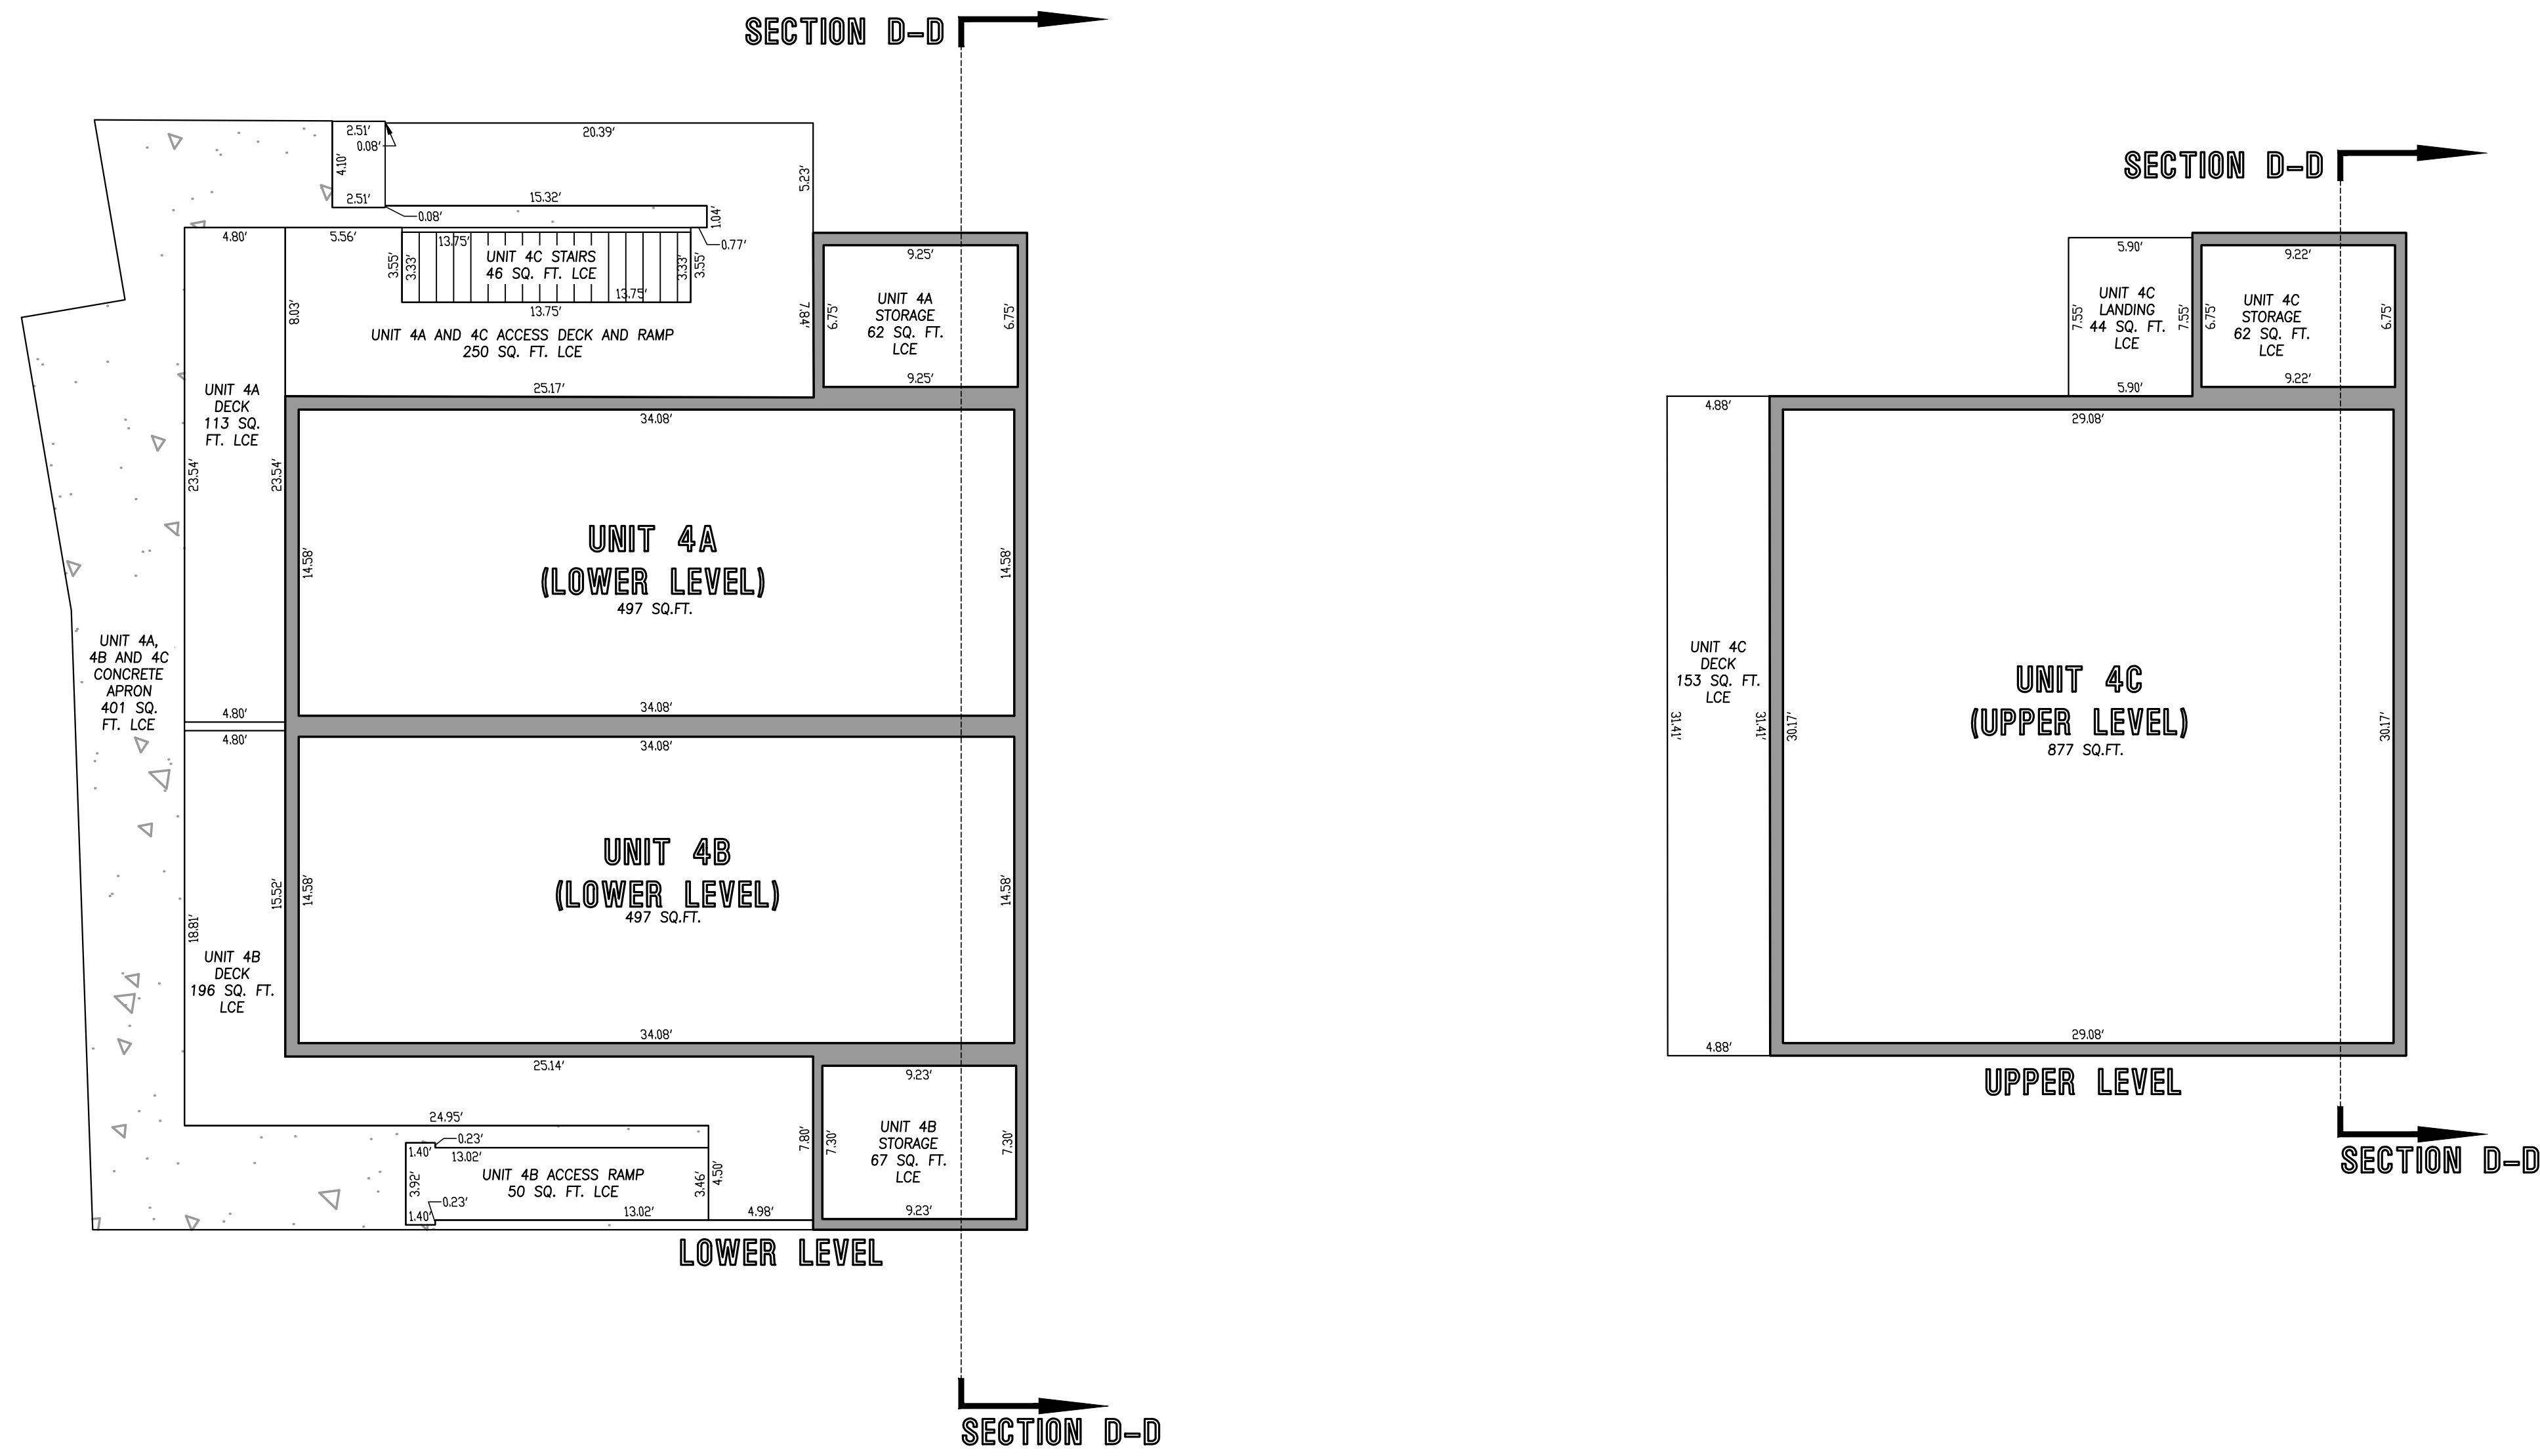 SECTION D-D
2.51'
0.08'
20.39'
4.10'
5.23'
2.51'
0.08'
15.32'
1.04'
0.77'
4.80'
5.56'
13.75'
3.55'
3.33'
UNIT 4C STAIRS
46 SQ. FT. LCE
3.33'
3.55'
13.75'
13.75'
8.03'
7.84'
UNIT 4A AND 4C ACCESS DECK AND RAMP
250 SQ. FT. LCE
25.17'
9.25'
6.75'
UNIT 4A
STORAGE
62 SQ. FT.
LCE
6.75'
9.25'
UNIT 4A
DECK
113 SQ.
FT. LCE
23.54'
23.54'
4.80'
34.08'
14.58'
UNIT 4A
(LOWER LEVEL)
497 SQ.FT.
14.58'
34.08'
UNIT 4A,
4B AND 4C
CONCRETE
APRON
401 SQ.
FT. LCE
4.80'
34.08'
14.58'
UNIT 4B
(LOWER LEVEL)
497 SQ.FT.
14.58'
34.08'
15.52'
18.81'
UNIT 4B
DECK
196 SQ. FT.
LCE
25.14'
24.95'
0.23'
1.40'
13.02'
3.92'
UNIT 4B ACCESS RAMP
50 SQ. FT. LCE
3.46'
4.50'
0.23'
1.40'
13.02'
4.98'
7.80'
9.23'
7.30'
UNIT 4B
STORAGE
67 SQ. FT.
LCE
7.30'
9.23'
LOWER LEVEL
SECTION D-D
SECTION D-D
5.90'
7.55'
UNIT 4C
LANDING
44 SQ. FT.
LCE
7.55'
5.90'
9.22'
6.75'
UNIT 4C
STORAGE
62 SQ. FT.
LCE
6.75'
9.22'
4.88'
UNIT 4C
DECK
153 SQ. FT.
LCE
31.41'
31.41'
4.88'
29.08'
30.17'
UNIT 4C
(UPPER LEVEL)
877 SQ.FT.
30.17'
29.08'
UPPER LEVEL
SECTION D-D